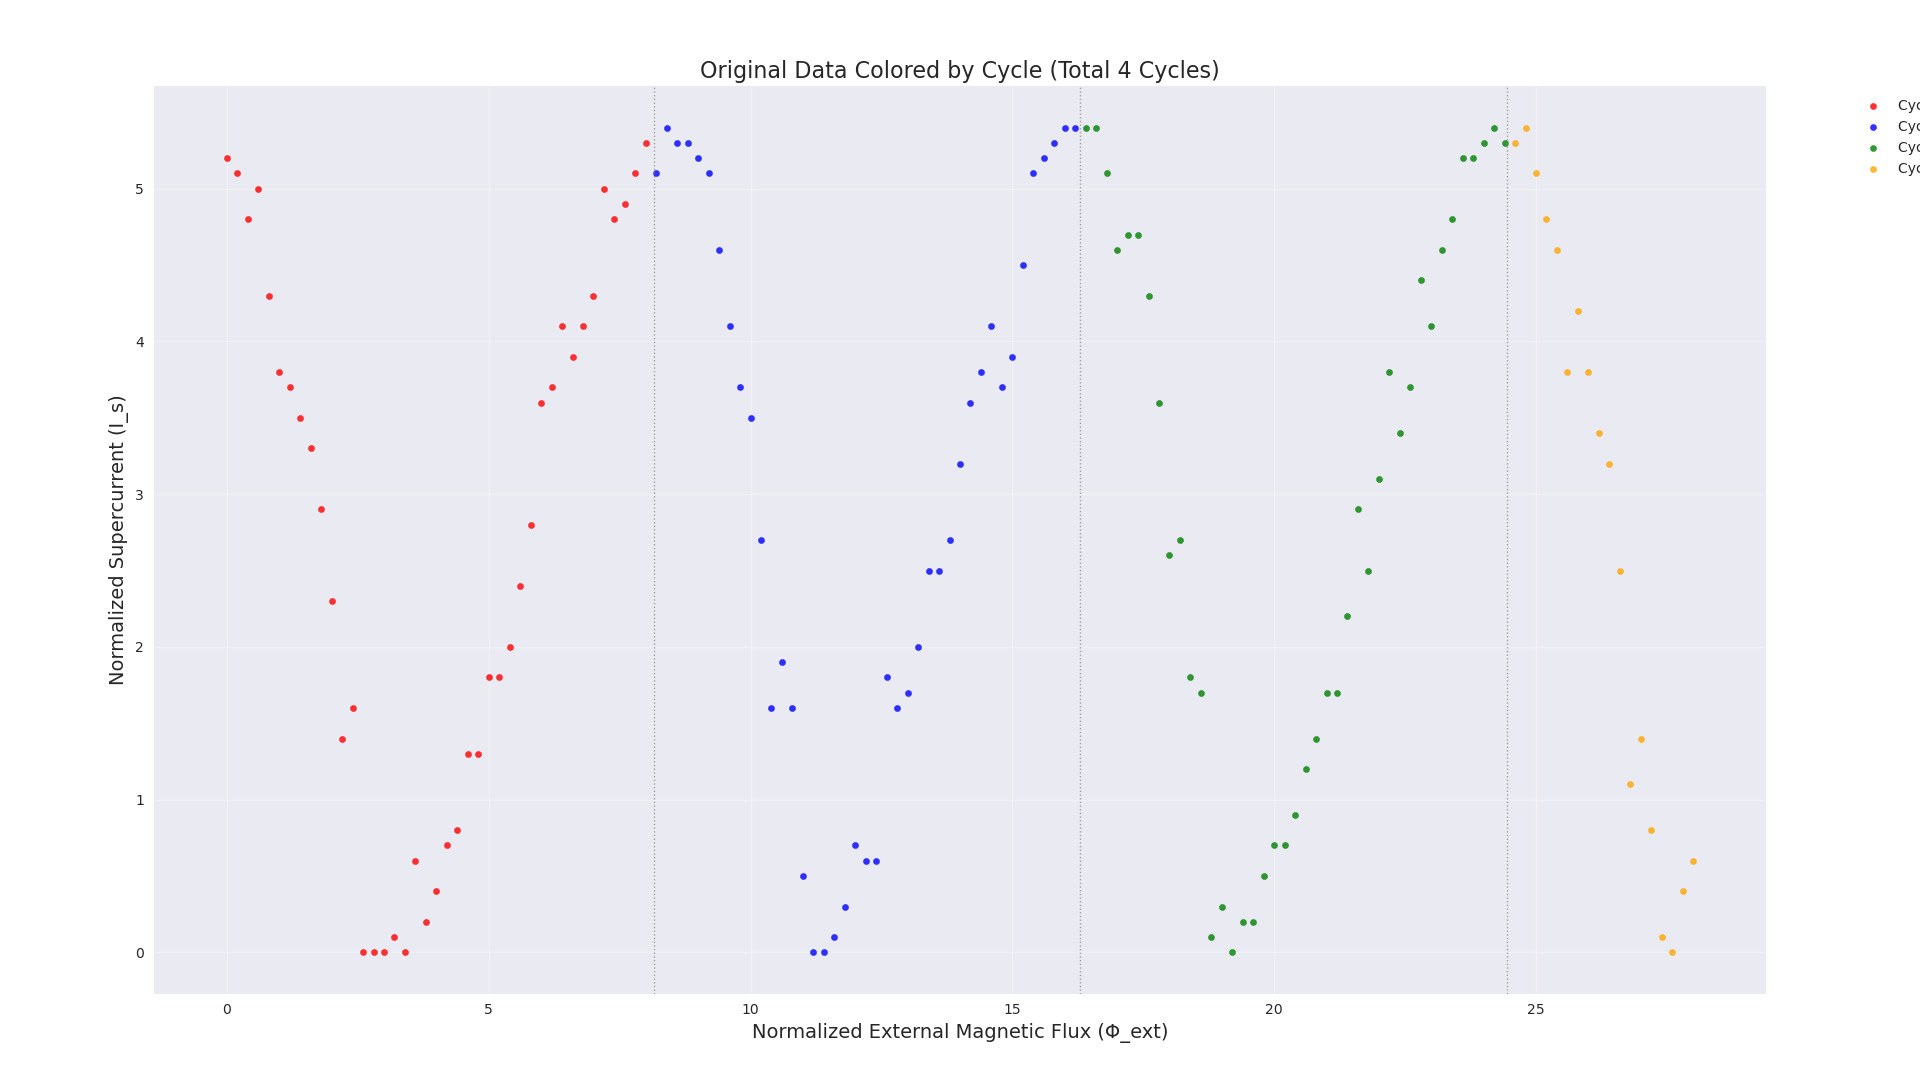 Original Data Colored by Cycle (Total 4 Cycles)
Cyc
Cyc
Cyc
Cyc
Normalized Supercurrent (I_s)
5
4
3
2
1
0
0 5 10 15 20 25
Normalized External Magnetic Flux (Φ_ext)